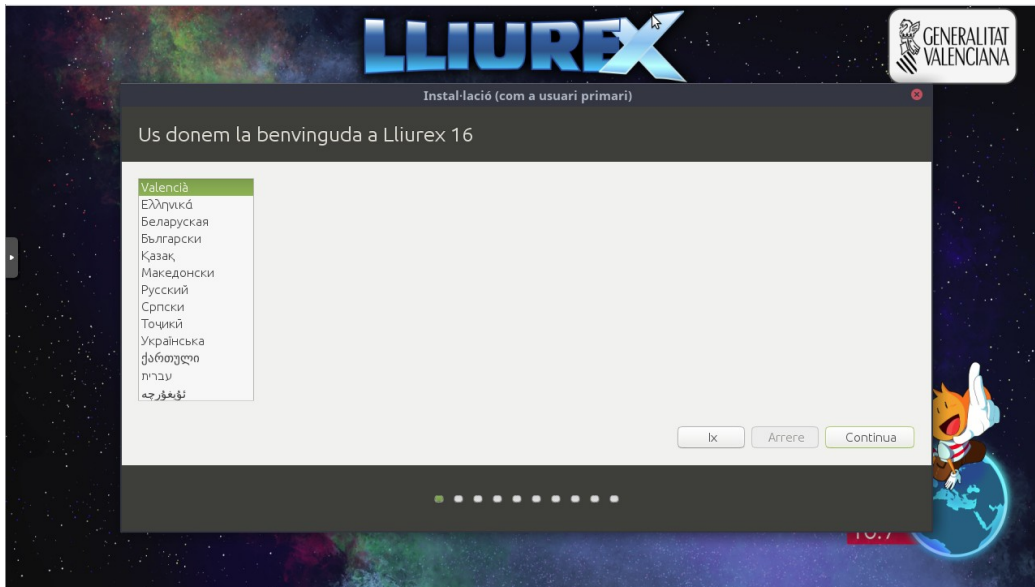 LLIUREX
GENERALITAT
VALENCIANA
Instal·lació (com a usuari primari)
Us donem la benvinguda a Lliurex 16
Valencià
Ελληνικά
Беларуская
Български
Қазақ
Македонски
Русский
Српски
Тоҷикӣ
Українська
ქართული
עברית
ئۇيغۇرچە
Ix
Arrere
Continua